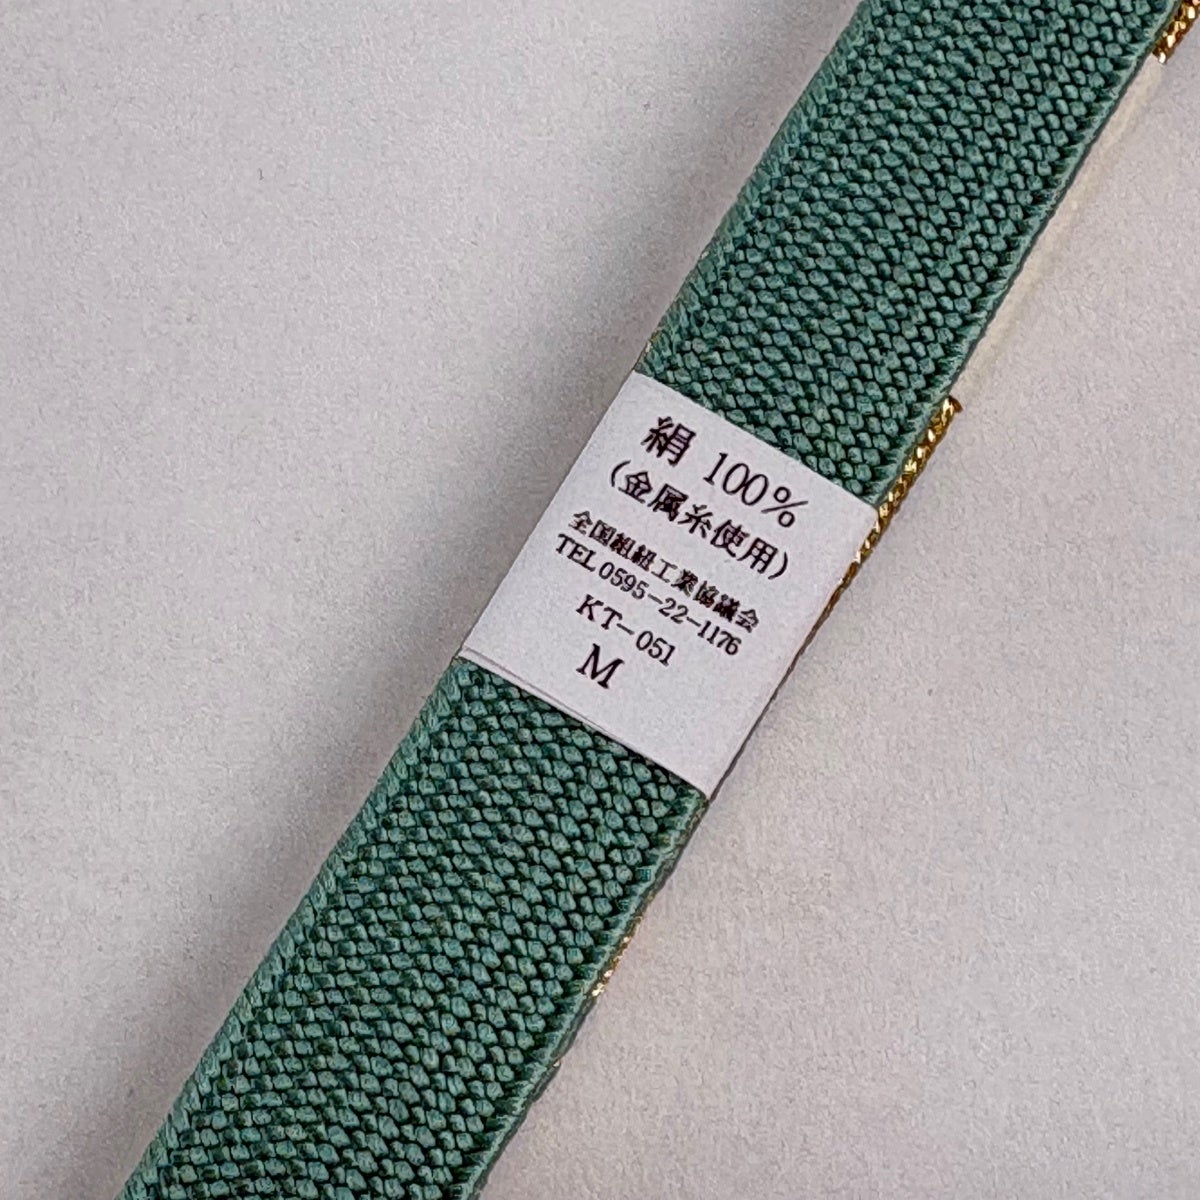 絹 100%
(金属糸使用)
全国組紐工業協議会
TEL 0595-22-1176
KT-051
M